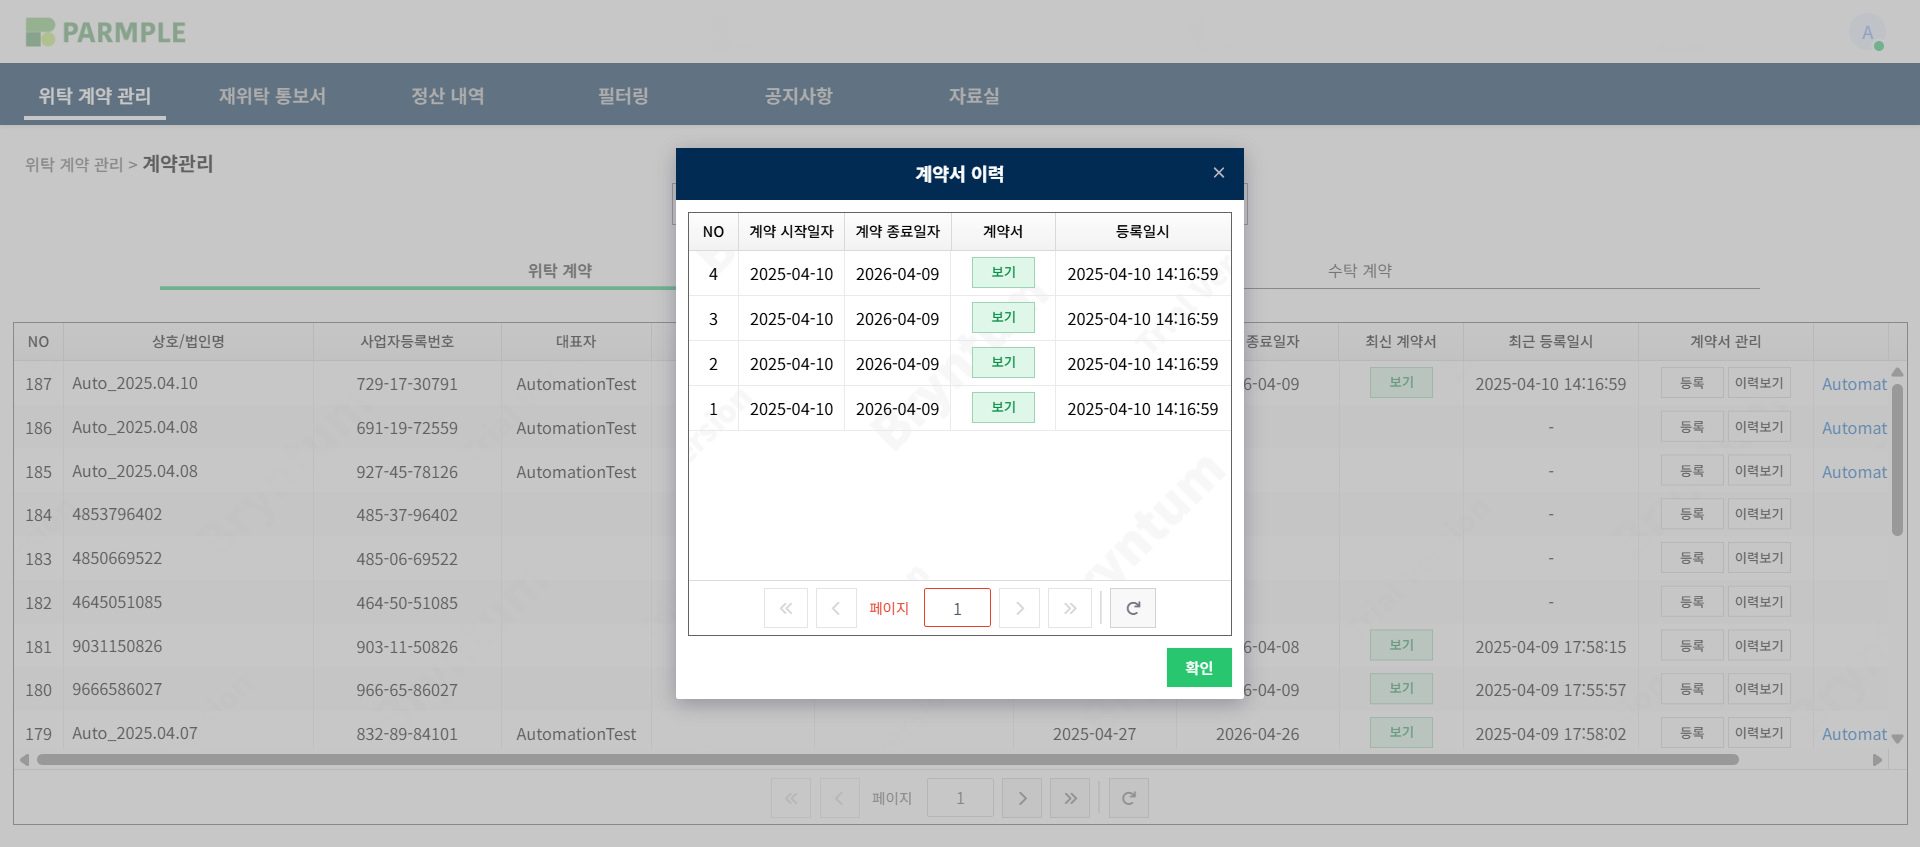 PARMPLE
A
위탁 계약 관리 재위탁 통보서 정산 내역 필터링 공지사항 자료실
위탁 계약 관리 > 계약관리
위탁 계약 수탁 계약
NO 상호/법인명 사업자등록번호 대표자 종료일자 최신 계약서 최근 등록일시 계약서 관리
187 Auto_2025.04.10 729-17-30791 AutomationTest 6-04-09 보기 2025-04-10 14:16:59 등록 이력보기 Automat
186 Auto_2025.04.08 691-19-72559 AutomationTest - 등록 이력보기 Automat
185 Auto_2025.04.08 927-45-78126 AutomationTest - 등록 이력보기 Automat
184 4853796402 485-37-96402 - 등록 이력보기
183 4850669522 485-06-69522 - 등록 이력보기
182 4645051085 464-50-51085 - 등록 이력보기
181 9031150826 903-11-50826 6-04-08 보기 2025-04-09 17:58:15 등록 이력보기
180 9666586027 966-65-86027 6-04-09 보기 2025-04-09 17:55:57 등록 이력보기
179 Auto_2025.04.07 832-89-84101 AutomationTest 2025-04-27 2026-04-26 보기 2025-04-09 17:58:02 등록 이력보기 Automat
페이지 1
계약서 이력
NO 계약 시작일자 계약 종료일자 계약서 등록일시
4 2025-04-10 2026-04-09 보기 2025-04-10 14:16:59
3 2025-04-10 2026-04-09 보기 2025-04-10 14:16:59
2 2025-04-10 2026-04-09 보기 2025-04-10 14:16:59
1 2025-04-10 2026-04-09 보기 2025-04-10 14:16:59
페이지 1
확인
Bryntum
Trial Version